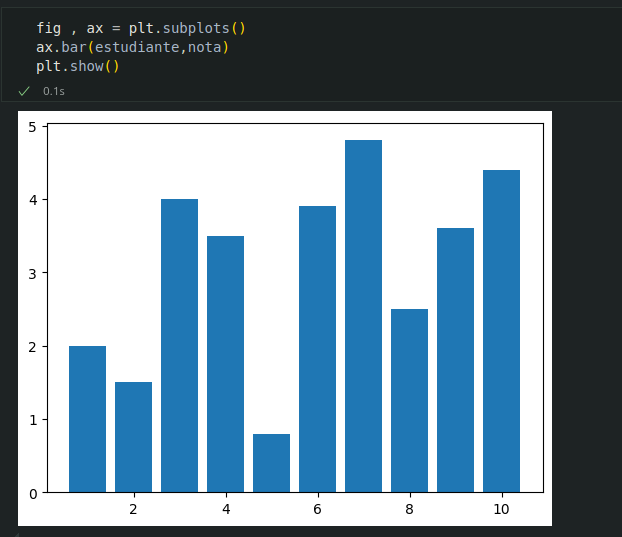 fig , ax = plt.subplots()
ax.bar(estudiante,nota)
plt.show()
0.1s
5
4
3
2
1
0
2 4 6 8 10